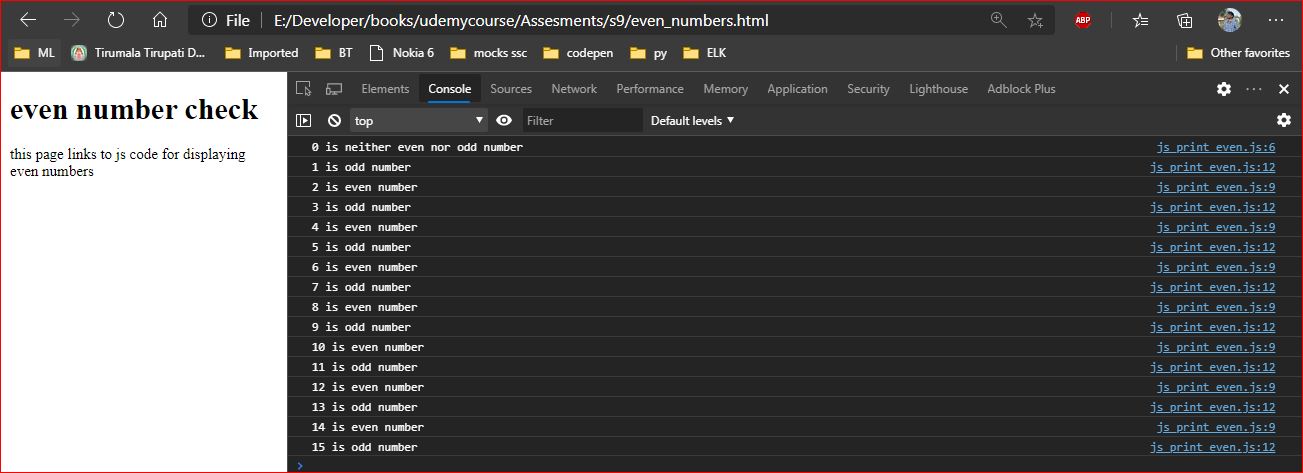 File E:/Developer/books/udemycourse/Assesments/s9/even_numbers.html ABP
ML Tirumala Tirupati D... Imported BT Nokia 6 mocks ssc codepen py ELK Other favorites
even number check
this page links to js code for displaying
even numbers
Elements Console Sources Network Performance Memory Application Security Lighthouse Adblock Plus
top Filter Default levels
0 is neither even nor odd number js_print_even.js:6
1 is odd number js_print_even.js:12
2 is even number js_print_even.js:9
3 is odd number js_print_even.js:12
4 is even number js_print_even.js:9
5 is odd number js_print_even.js:12
6 is even number js_print_even.js:9
7 is odd number js_print_even.js:12
8 is even number js_print_even.js:9
9 is odd number js_print_even.js:12
10 is even number js_print_even.js:9
11 is odd number js_print_even.js:12
12 is even number js_print_even.js:9
13 is odd number js_print_even.js:12
14 is even number js_print_even.js:9
15 is odd number js_print_even.js:12